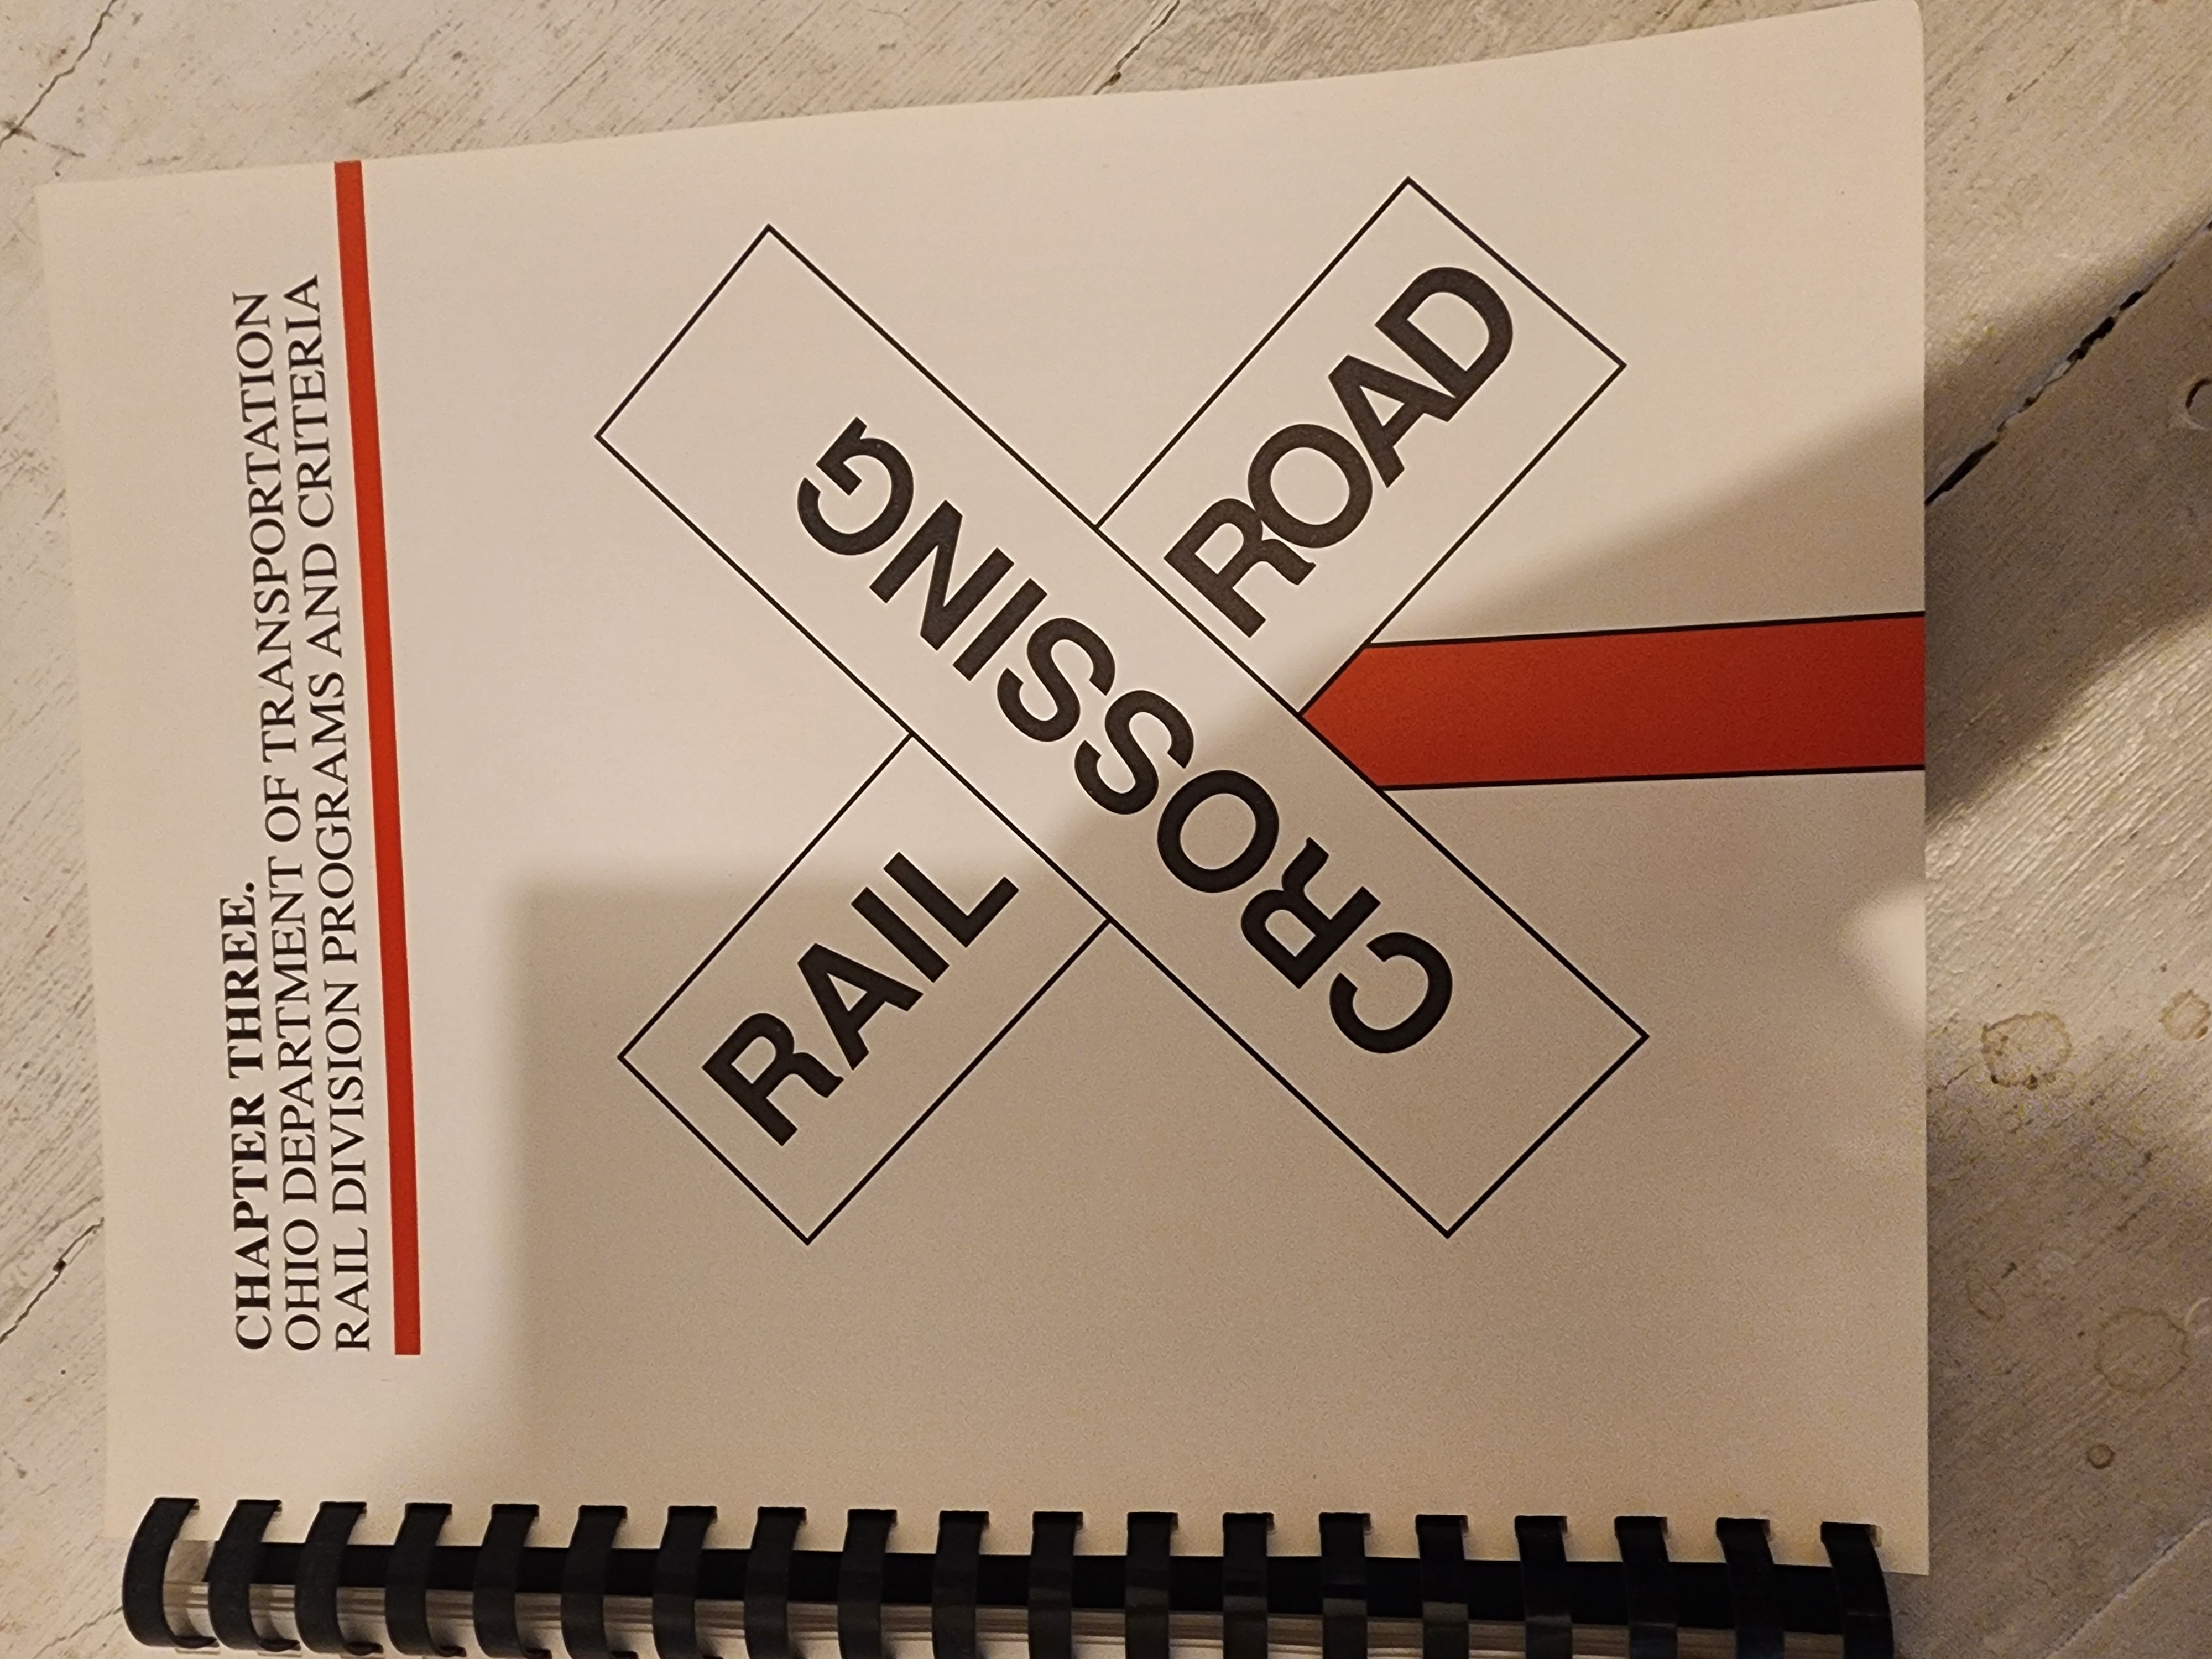 CHAPTER THREE.
OHIO DEPARTMENT OF TRANSPORTATION
RAIL DIVISION PROGRAMS AND CRITERIA
RAIL ROAD
CROSSING